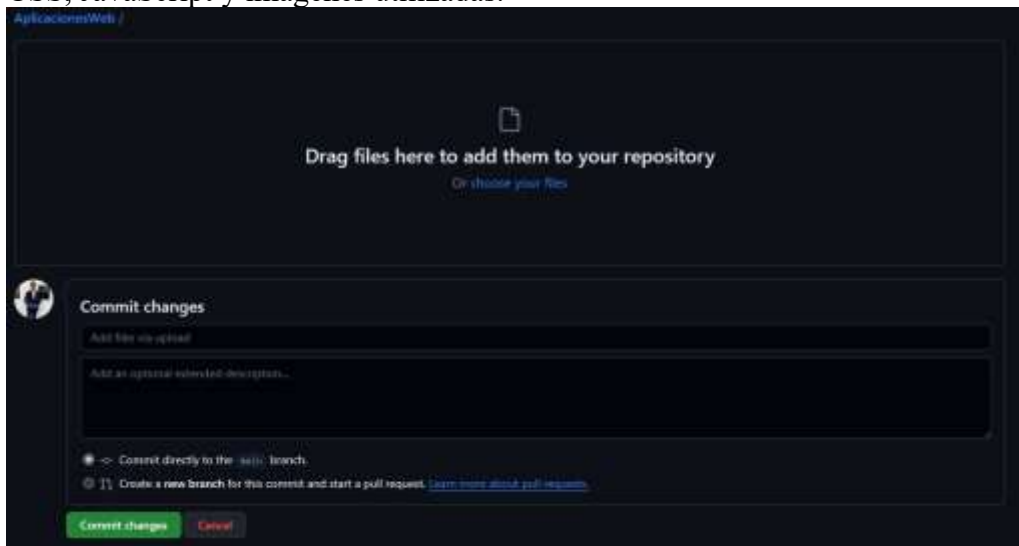 CSS, JavaScript y imágenes utilizadas.
AplicacionesWeb /
Drag files here to add them to your repository
Or choose your files
Commit changes
Add files via upload
Add an optional extended description...
Commit directly to the main branch.
Create a new branch for this commit and start a pull request. Learn more about pull requests.
Commit changes
Cancel